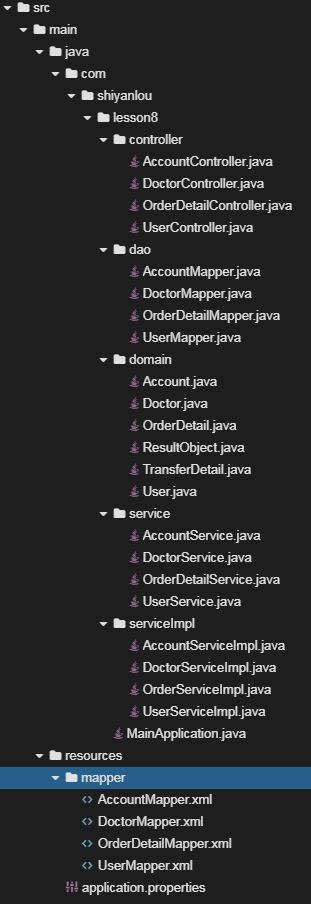 src
main
java
com
shiyanlou
lesson8
controller
AccountController.java
DoctorController.java
OrderDetailController.java
UserController.java
dao
AccountMapper.java
DoctorMapper.java
OrderDetailMapper.java
UserMapper.java
domain
Account.java
Doctor.java
OrderDetail.java
ResultObject.java
TransferDetail.java
User.java
service
AccountService.java
DoctorService.java
OrderDetailService.java
UserService.java
serviceImpl
AccountServiceImpl.java
DoctorServiceImpl.java
OrderServiceImpl.java
UserServiceImpl.java
MainApplication.java
resources
mapper
AccountMapper.xml
DoctorMapper.xml
OrderDetailMapper.xml
UserMapper.xml
application.properties